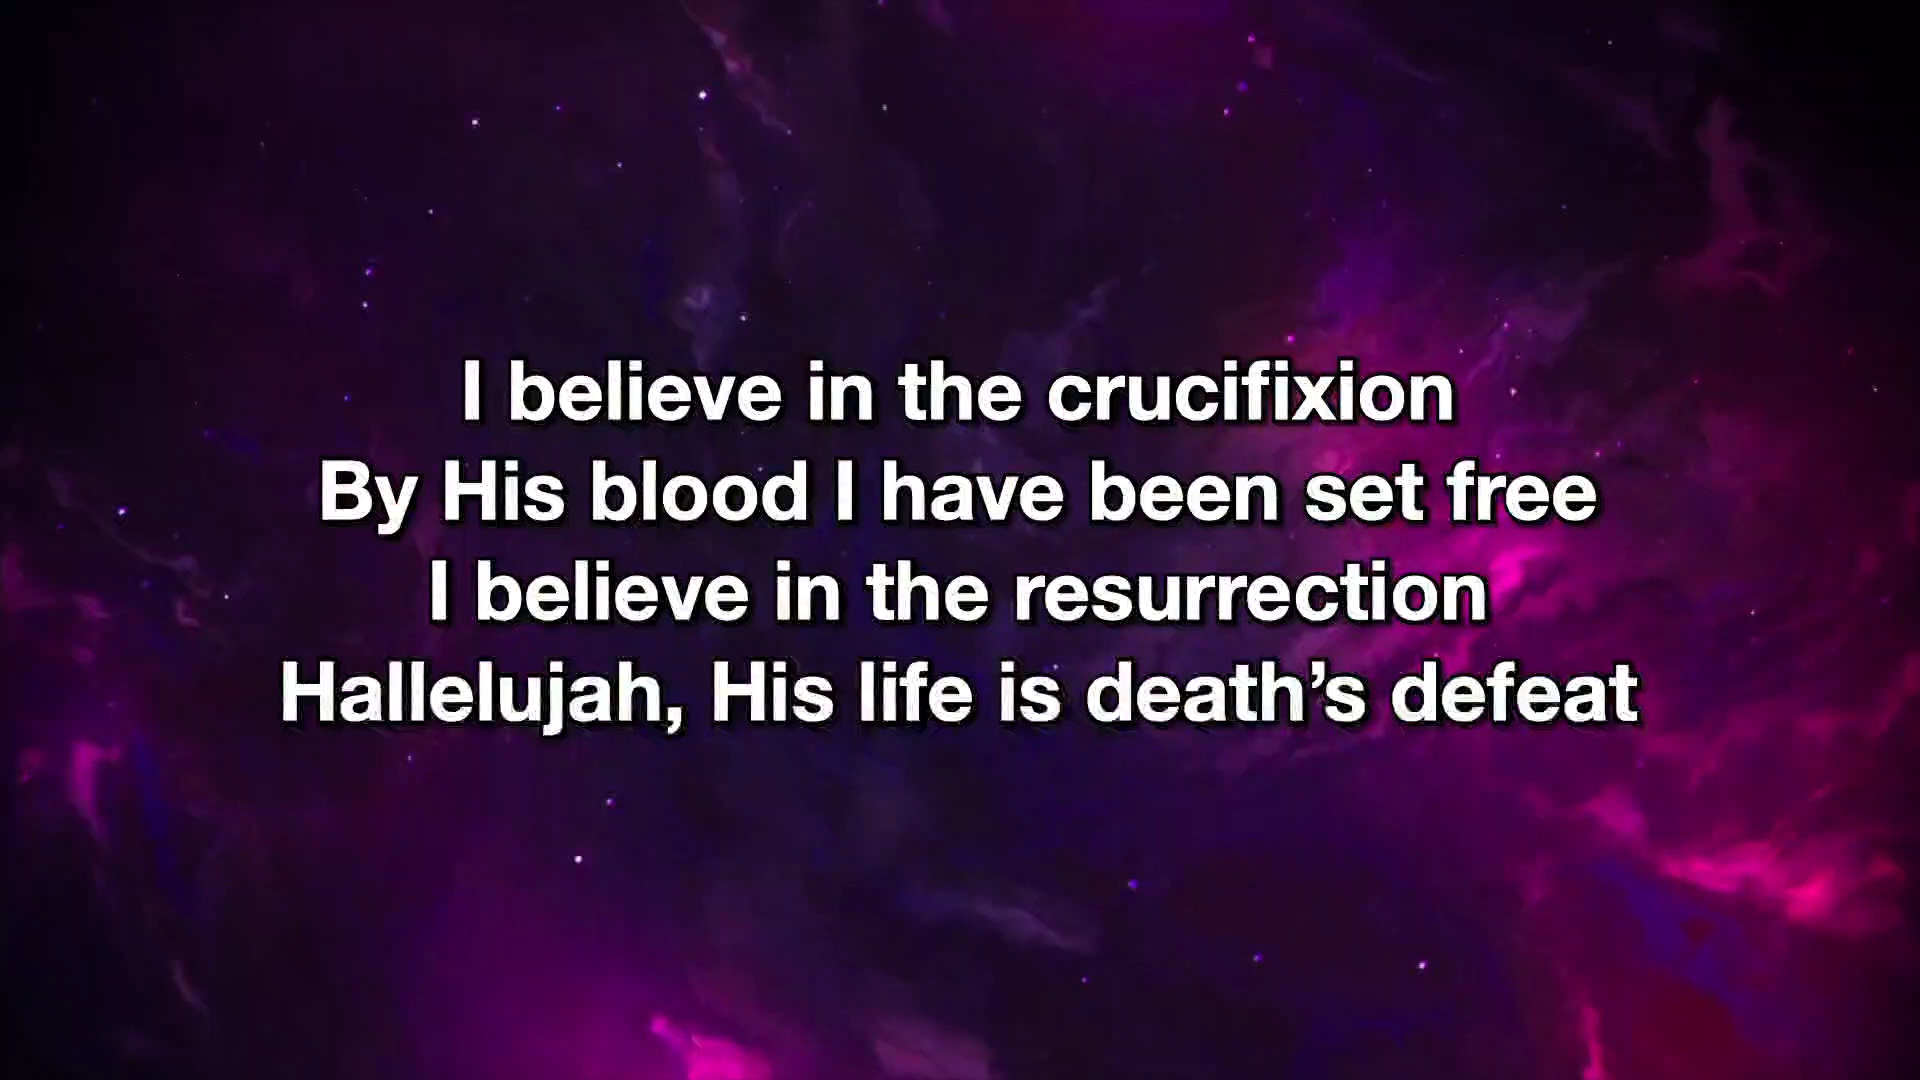 I believe in the crucifixion
By His blood I have been set free
I believe in the resurrection
Hallelujah, His life is death’s defeat